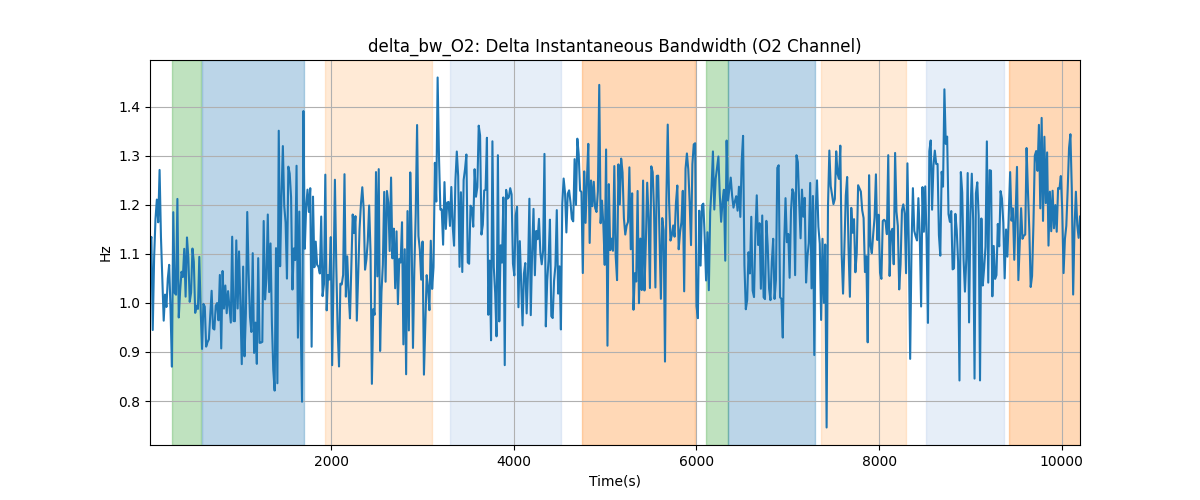 delta_bw_O2: Delta Instantaneous Bandwidth (O2 Channel)
1.4
1.3
1.2
1.1
1.0
0.9
0.8
Hz
2000 4000 6000 8000 10000
Time(s)